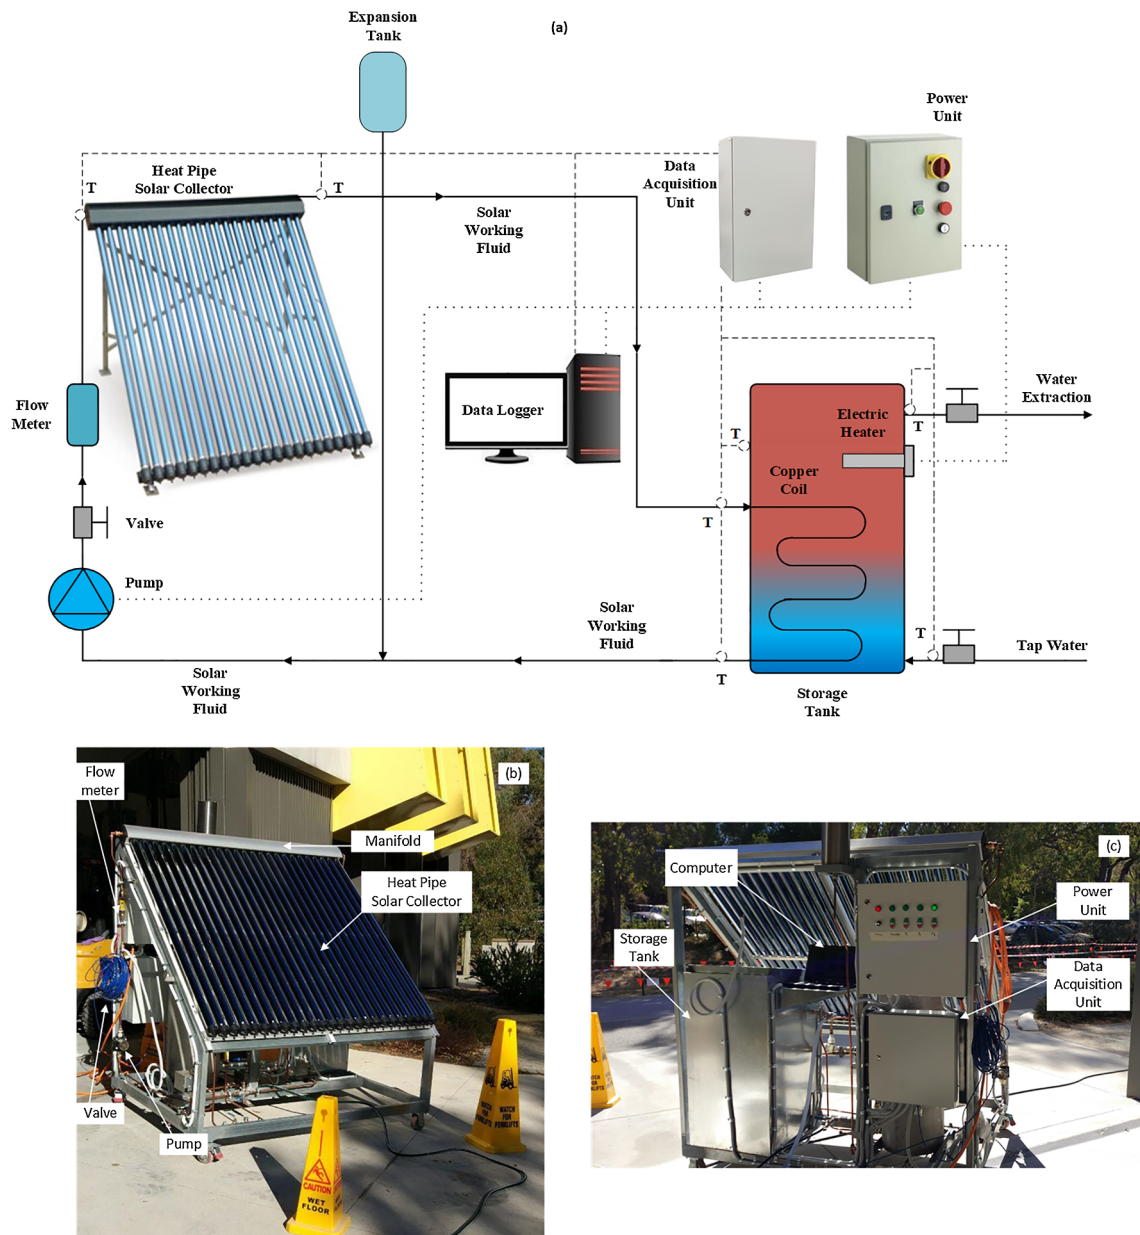 Expansion
Tank
(a)
Power
Unit
Heat Pipe
Solar Collector
T
T
Data
Acquisition
Unit
Solar
Working
Fluid
Flow
Meter
Data Logger
Water
Extraction
Electric
Heater
T
T
Copper
Coil
T
Valve
Pump
Solar
Working
Fluid
T
Tap Water
T
Solar
Working
Fluid
Storage
Tank
(b)
Flow
meter
Manifold
Heat Pipe
Solar Collector
Valve
Pump
WATCH
FOR
FORKLIFTS
CAUTION
WET
FLOOR
(c)
Computer
Power
Unit
Storage
Tank
Data
Acquisition
Unit